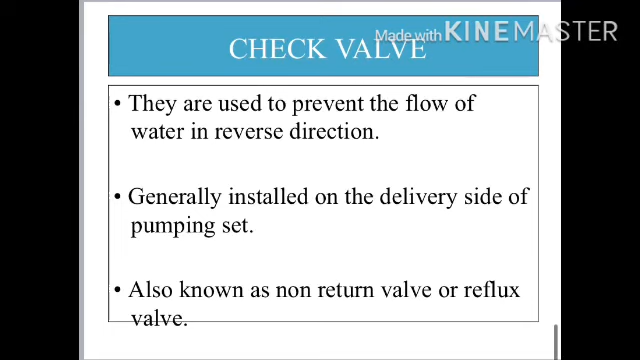 Made with KINEMASTER
CHECK VALVE
• They are used to prevent the flow of
water in reverse direction.
• Generally installed on the delivery side of
pumping set.
• Also known as non return valve or reflux
valve.